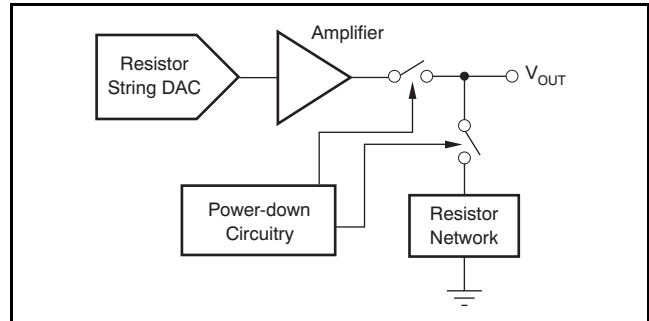 Amplifier
Resistor
String DAC
V_OUT
Power-down
Circuitry
Resistor
Network